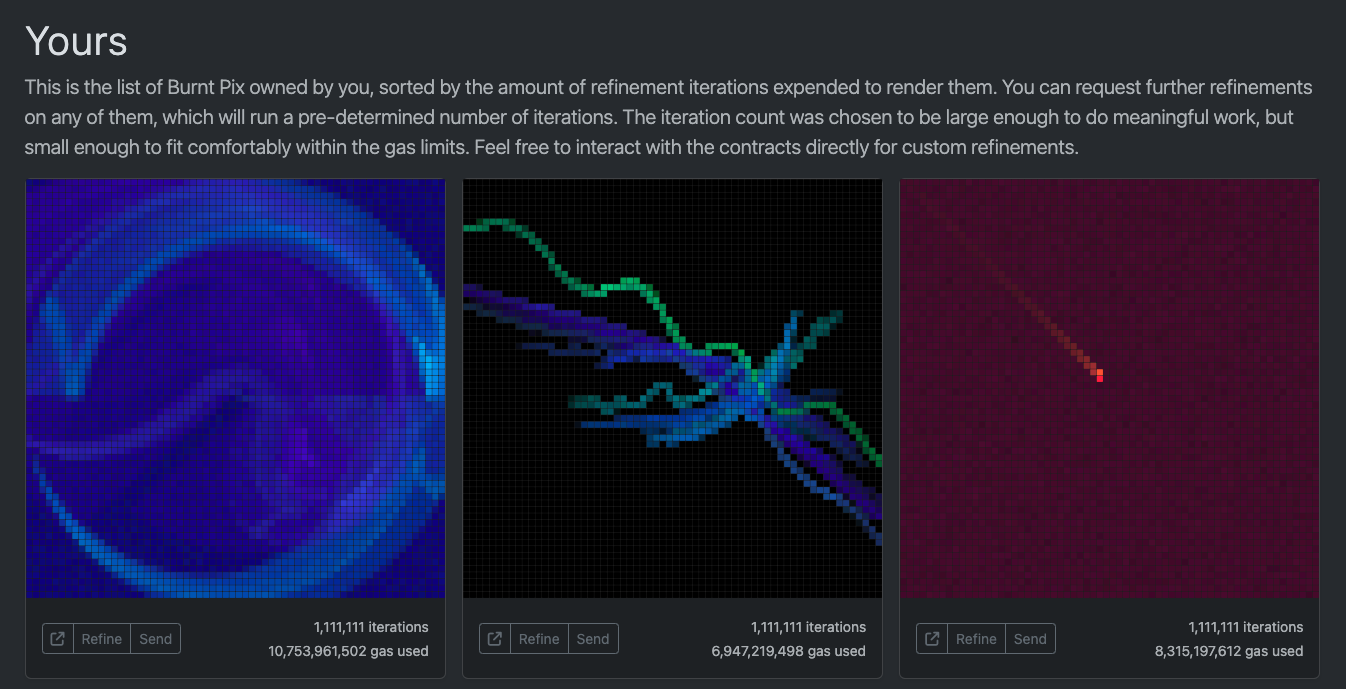 Yours
This is the list of Burnt Pix owned by you, sorted by the amount of refinement iterations expended to render them. You can request further refinements
on any of them, which will run a pre-determined number of iterations. The iteration count was chosen to be large enough to do meaningful work, but
small enough to fit comfortably within the gas limits. Feel free to interact with the contracts directly for custom refinements.
Refine Send
1,111,111 iterations
10,753,961,502 gas used
Refine Send
1,111,111 iterations
6,947,219,498 gas used
Refine Send
1,111,111 iterations
8,315,197,612 gas used